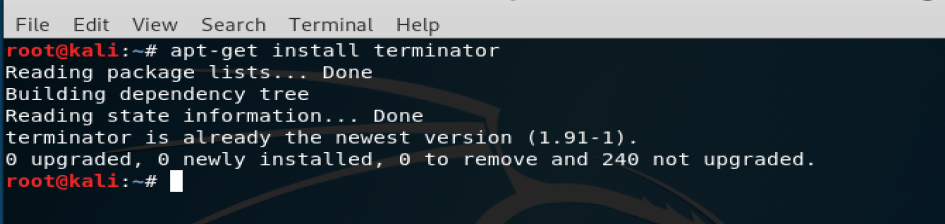 File Edit View Search Terminal Help
root@kali:~# apt-get install terminator
Reading package lists... Done
Building dependency tree
Reading state information... Done
terminator is already the newest version (1.91-1).
0 upgraded, 0 newly installed, 0 to remove and 240 not upgraded.
root@kali:~#